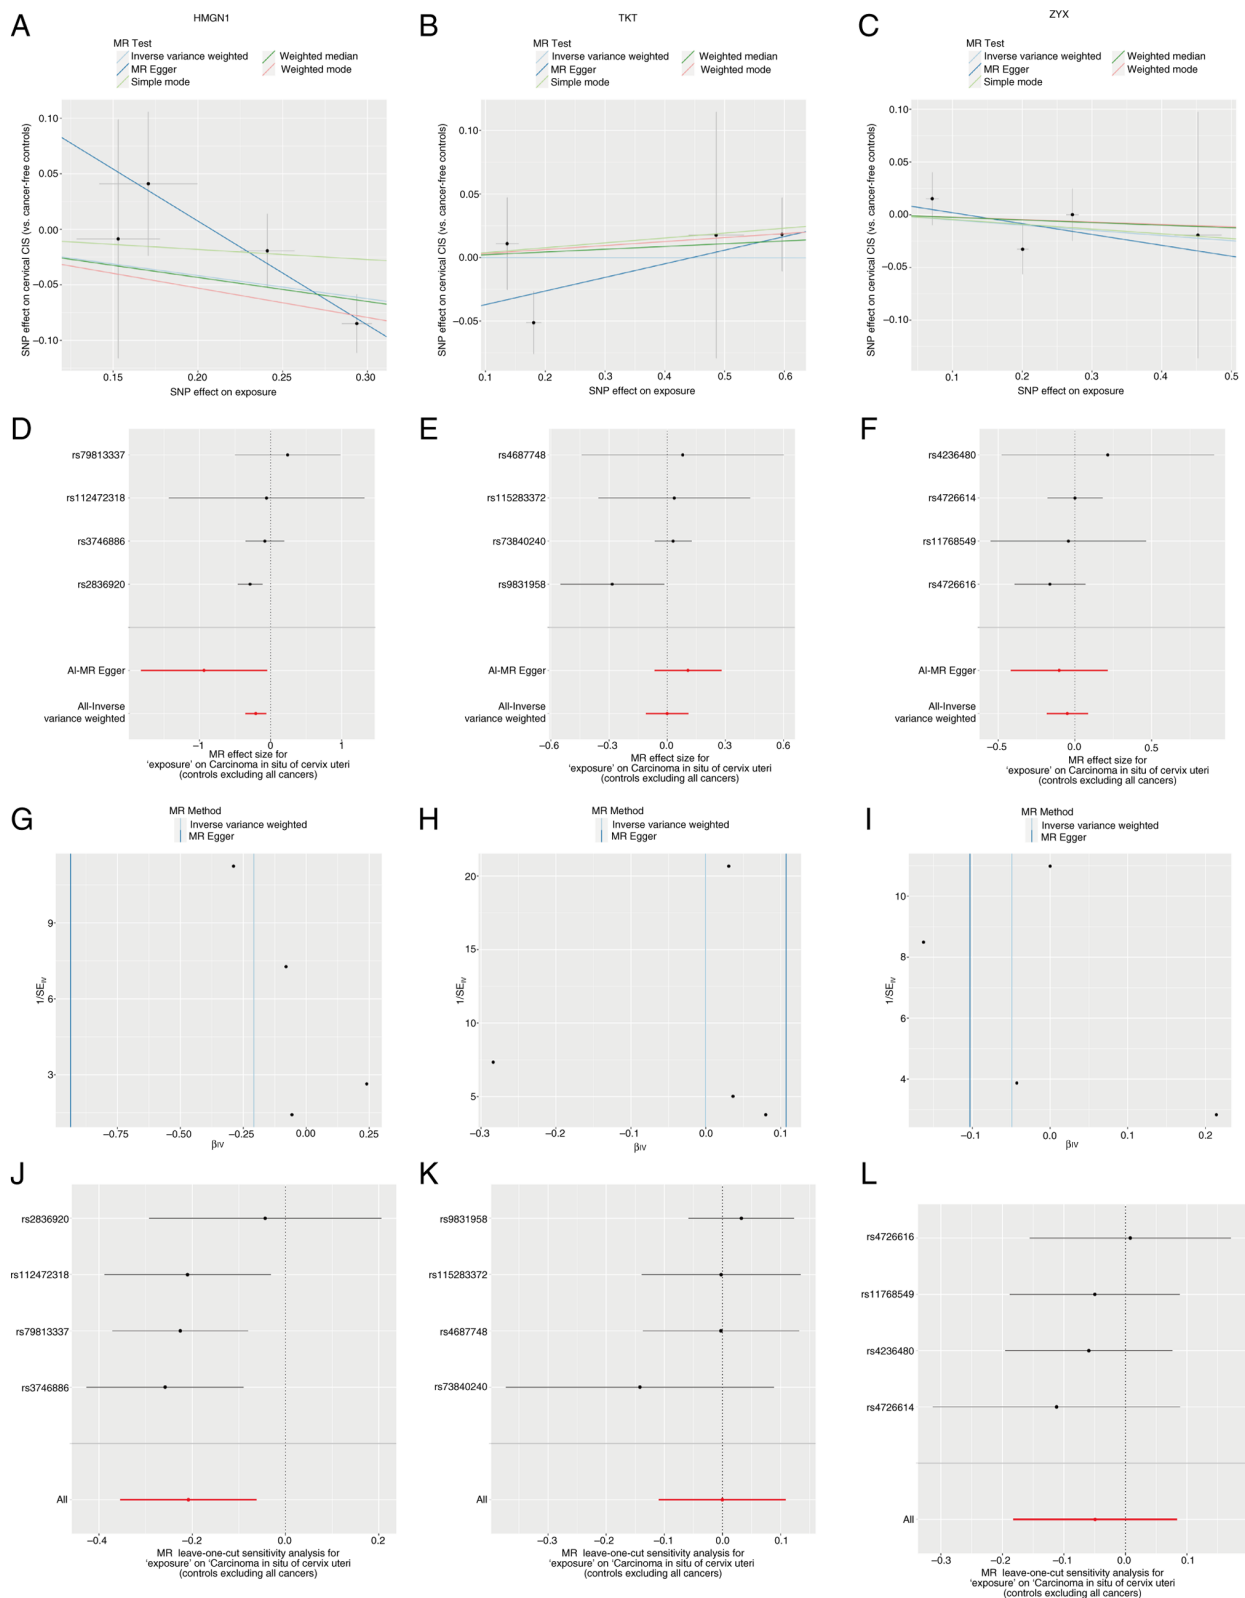 A
HMGN1
MR Test
Inverse variance weighted
MR Egger
Simple mode
Weighted median
Weighted mode
SNP effect on cervical CIS (vs. cancer-free controls)
0.10
0.05
0.00
−0.05
−0.10
0.15
0.20
0.25
0.30
SNP effect on exposure
B
TKT
MR Test
Inverse variance weighted
MR Egger
Simple mode
Weighted median
Weighted mode
SNP effect on cervical CIS (vs. cancer-free controls)
0.10
0.05
0.00
−0.05
0.1
0.2
0.3
0.4
0.5
0.6
SNP effect on exposure
C
ZYX
MR Test
Inverse variance weighted
MR Egger
Simple mode
Weighted median
Weighted mode
SNP effect on cervical CIS (vs. cancer-free controls)
0.10
0.05
0.00
−0.05
−0.10
0.1
0.2
0.3
0.4
0.5
SNP effect on exposure
D
rs79813337
rs112472318
rs3746886
rs2836920
Al-MR Egger
All-Inverse
variance weighted
−1
0
1
MR effect size for
'exposure' on Carcinoma in situ of cervix uteri
(controls excluding all cancers)
E
rs4687748
rs115283372
rs73840240
rs9831958
Al-MR Egger
All-Inverse
variance weighted
−0.6
−0.3
0.0
0.3
0.6
MR effect size for
'exposure' on Carcinoma in situ of cervix uteri
(controls excluding all cancers)
F
rs4236480
rs4726614
rs11768549
rs4726616
Al-MR Egger
All-Inverse
variance weighted
−0.5
0.0
0.5
MR effect size for
'exposure' on Carcinoma in situ of cervix uteri
(controls excluding all cancers)
G
MR Method
Inverse variance weighted
MR Egger
1/SEIV
9
6
3
−0.75
−0.50
−0.25
0.00
0.25
βIV
H
MR Method
Inverse variance weighted
MR Egger
1/SEIV
20
15
10
5
−0.3
−0.2
−0.1
0.0
0.1
βIV
I
MR Method
Inverse variance weighted
MR Egger
1/SEIV
10
8
6
4
−0.1
0.0
0.1
0.2
βIV
J
rs2836920
rs112472318
rs79813337
rs3746886
All
−0.4
−0.2
0.0
0.2
MR leave-one-cut sensitivity analysis for
'exposure' on 'Carcinoma in situ of cervix uteri
(controls excluding all cancers)
K
rs9831958
rs115283372
rs4687748
rs73840240
All
−0.3
−0.2
−0.1
0.0
0.1
MR leave-one-cut sensitivity analysis for
'exposure' on 'Carcinoma in situ of cervix uteri
(controls excluding all cancers)
L
rs4726616
rs11768549
rs4236480
rs4726614
All
−0.3
−0.2
−0.1
0.0
0.1
MR leave-one-cut sensitivity analysis for
'exposure' on 'Carcinoma in situ of cervix uteri
(controls excluding all cancers)